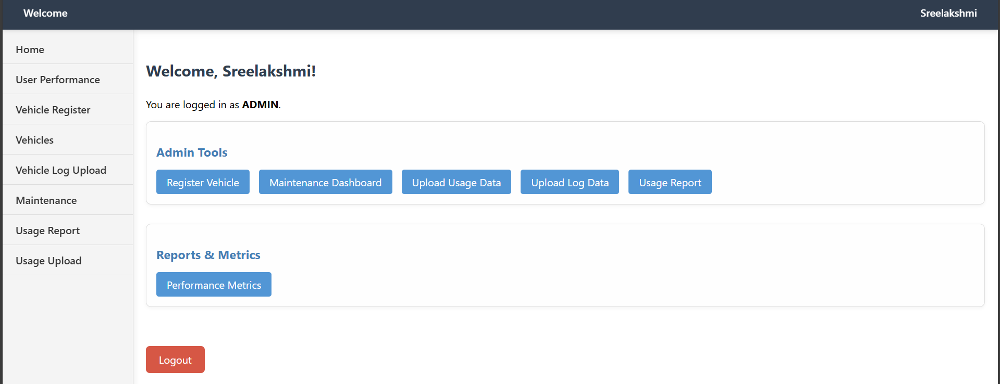 Welcome
Sreelakshmi
Home
User Performance
Vehicle Register
Vehicles
Vehicle Log Upload
Maintenance
Usage Report
Usage Upload
Welcome, Sreelakshmi!
You are logged in as ADMIN.
Admin Tools
Register Vehicle
Maintenance Dashboard
Upload Usage Data
Upload Log Data
Usage Report
Reports & Metrics
Performance Metrics
Logout